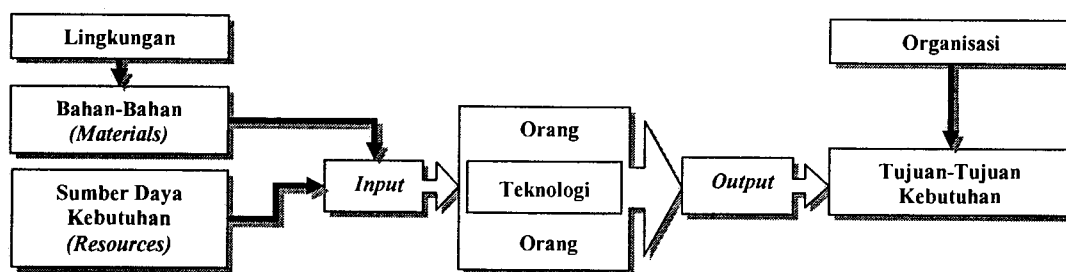 Lingkungan
Bahan-Bahan
(Materials)
Sumber Daya
Kebutuhan
(Resources)
Input
Orang
Teknologi
Orang
Output
Organisasi
Tujuan-Tujuan
Kebutuhan